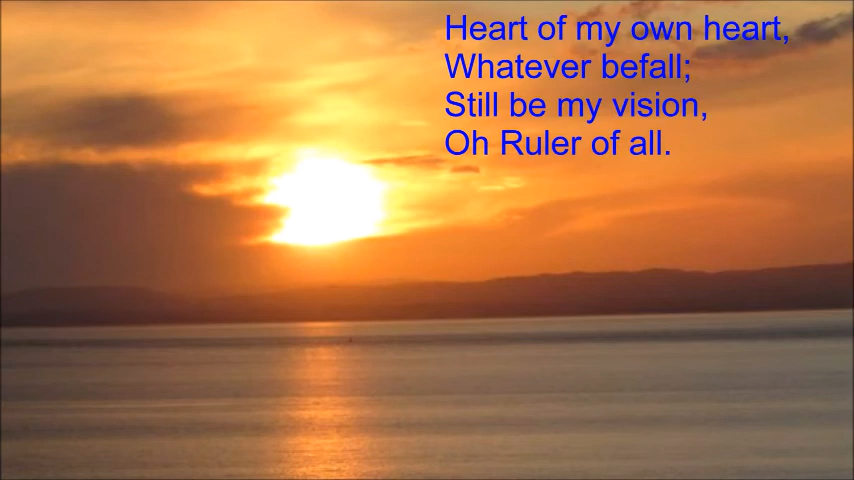 Heart of my own heart,
Whatever befall;
Still be my vision,
Oh Ruler of all.